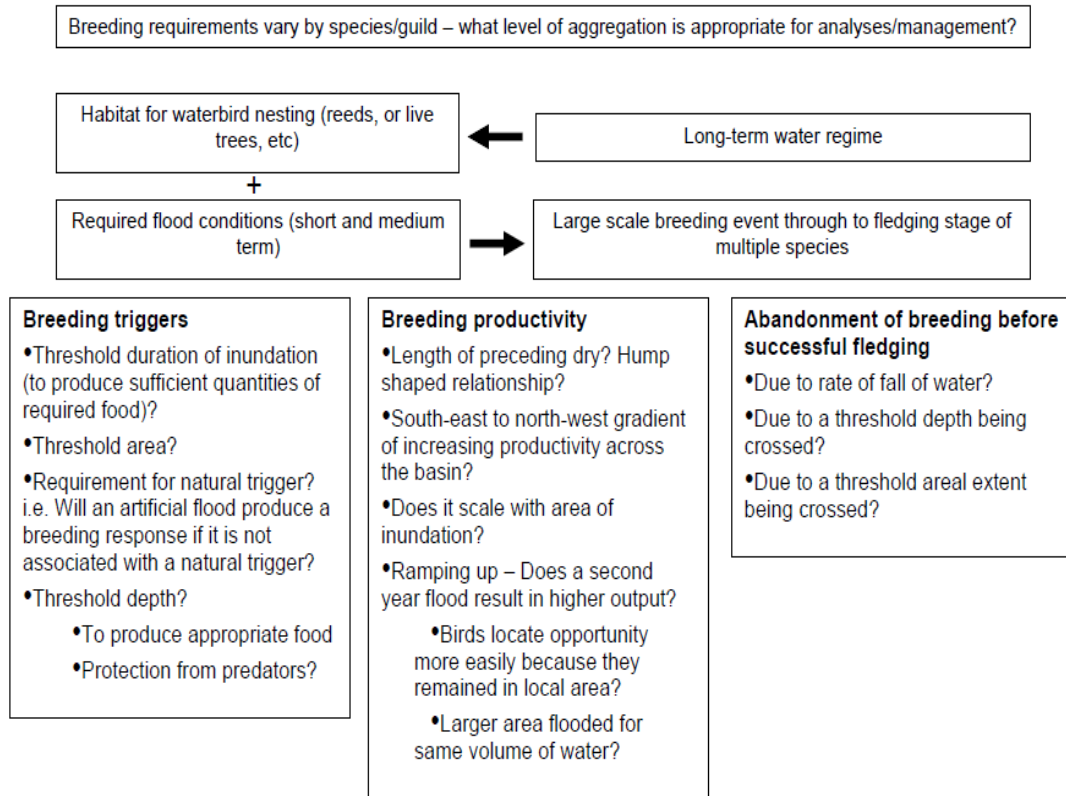 Breeding requirements vary by species/guild – what level of aggregation is appropriate for analyses/management?
Habitat for waterbird nesting (reeds, or live
trees, etc)
Long-term water regime
+
Required flood conditions (short and medium
term)
Large scale breeding event through to fledging stage of
multiple species
Breeding triggers
•Threshold duration of inundation
(to produce sufficient quantities of
required food)?
•Threshold area?
•Requirement for natural trigger?
i.e. Will an artificial flood produce a
breeding response if it is not
associated with a natural trigger?
•Threshold depth?
•To produce appropriate food
•Protection from predators?
Breeding productivity
•Length of preceding dry? Hump
shaped relationship?
•South-east to north-west gradient
of increasing productivity across
the basin?
•Does it scale with area of
inundation?
•Ramping up – Does a second
year flood result in higher output?
•Birds locate opportunity
more easily because they
remained in local area?
•Larger area flooded for
same volume of water?
Abandonment of breeding before
successful fledging
•Due to rate of fall of water?
•Due to a threshold depth being
crossed?
•Due to a threshold areal extent
being crossed?